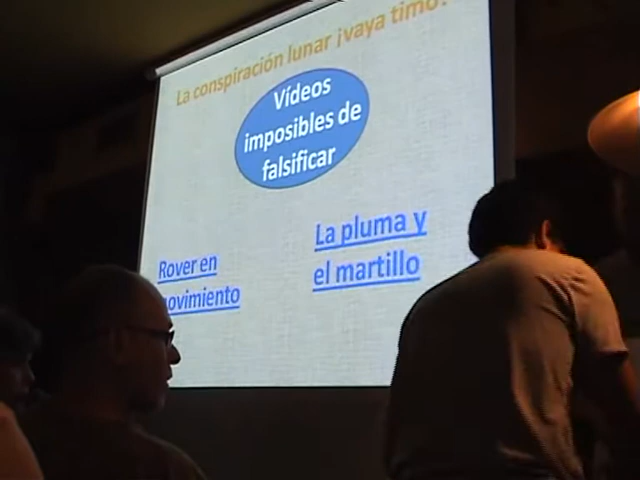 La conspiración lunar ¡vaya timo!
Vídeos
imposibles de
falsificar
La pluma y
el martillo
Rover en
movimiento